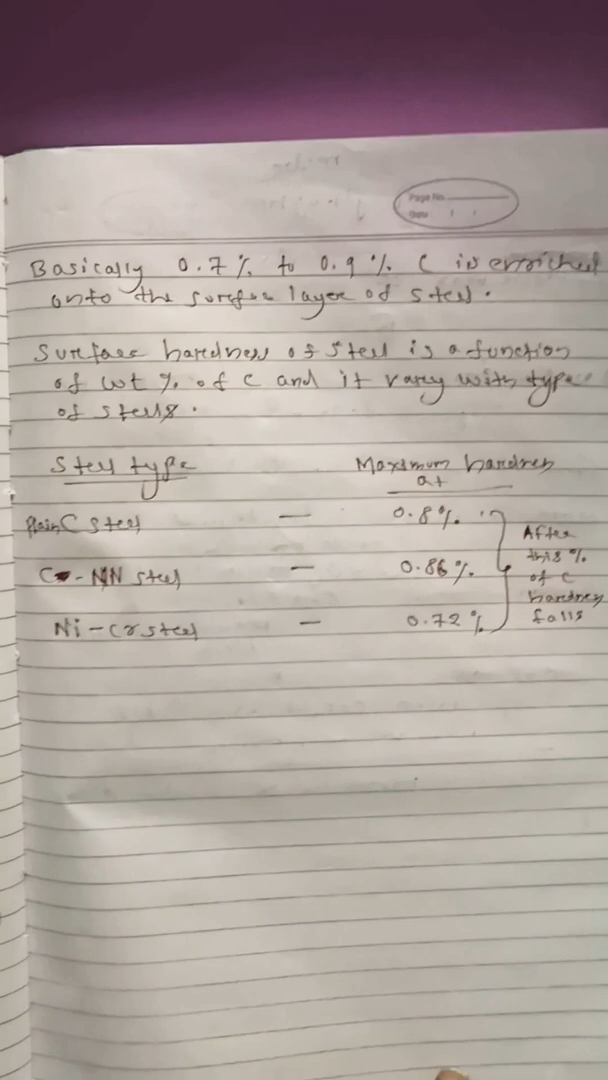 Page No.
Date
Basically 0.7% to 0.9%. C is enriched
onto the surface layer of steel.
Surface hardness of steel is a function
of wt % of C and it vary with type
of steels.
Steel type
Maximum hardness
at
Plain C steel — 0.8%
C - MN steel — 0.86%
Ni - Cr steel — 0.72%
After
this %
of C
hardness
falls